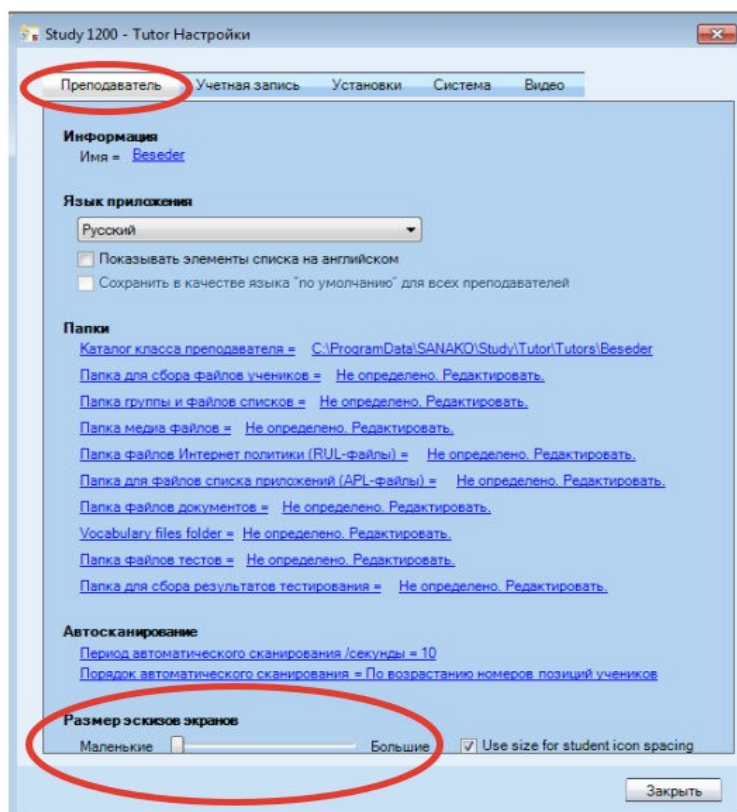 Study 1200 - Tutor Настройки
Преподаватель Учетная запись Установки Система Видео
Информация
Имя = Beseder
Язык приложения
Русский
Показывать элементы списка на английском
Сохранить в качестве языка "по умолчанию" для всех преподавателей
Папки
Каталог класса преподавателя = C:\ProgramData\SANAKO\Study\Tutor\Tutors\Beseder
Папка для сбора файлов учеников = Не определено. Редактировать.
Папка группы и файлов списков = Не определено. Редактировать.
Папка медиа файлов = Не определено. Редактировать.
Папка файлов Интернет политики (RUL-файлы) = Не определено. Редактировать.
Папка для файлов списка приложений (APL-файлы) = Не определено. Редактировать.
Папка файлов документов = Не определено. Редактировать.
Vocabulary files folder = Не определено. Редактировать.
Папка файлов тестов = Не определено. Редактировать.
Папка для сбора результатов тестирования = Не определено. Редактировать.
Автосканирование
Период автоматического сканирования /секунды = 10
Порядок автоматического сканирования = По возрастанию номеров позиций учеников
Размер эскизов экранов
Маленькие Большие Use size for student icon spacing
Закрыть